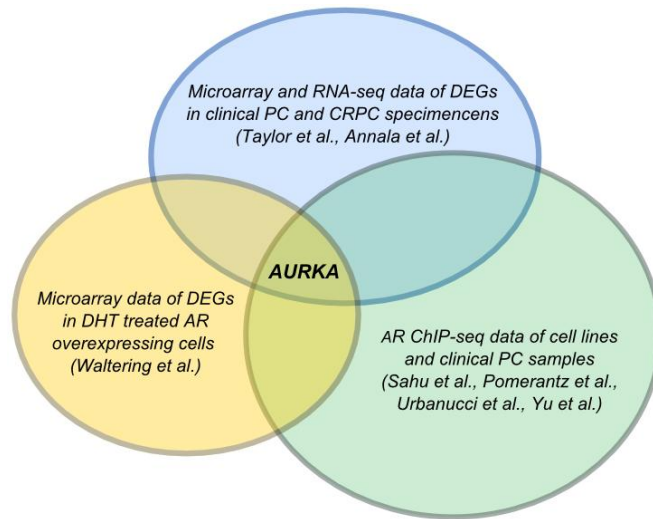 Microarray and RNA-seq data of DEGs
in clinical PC and CRPC specimencens
(Taylor et al., Annala et al.)
AURKA
Microarray data of DEGs
in DHT treated AR
overexpressing cells
(Waltering et al.)
AR ChIP-seq data of cell lines
and clinical PC samples
(Sahu et al., Pomerantz et al.,
Urbanucci et al., Yu et al.)